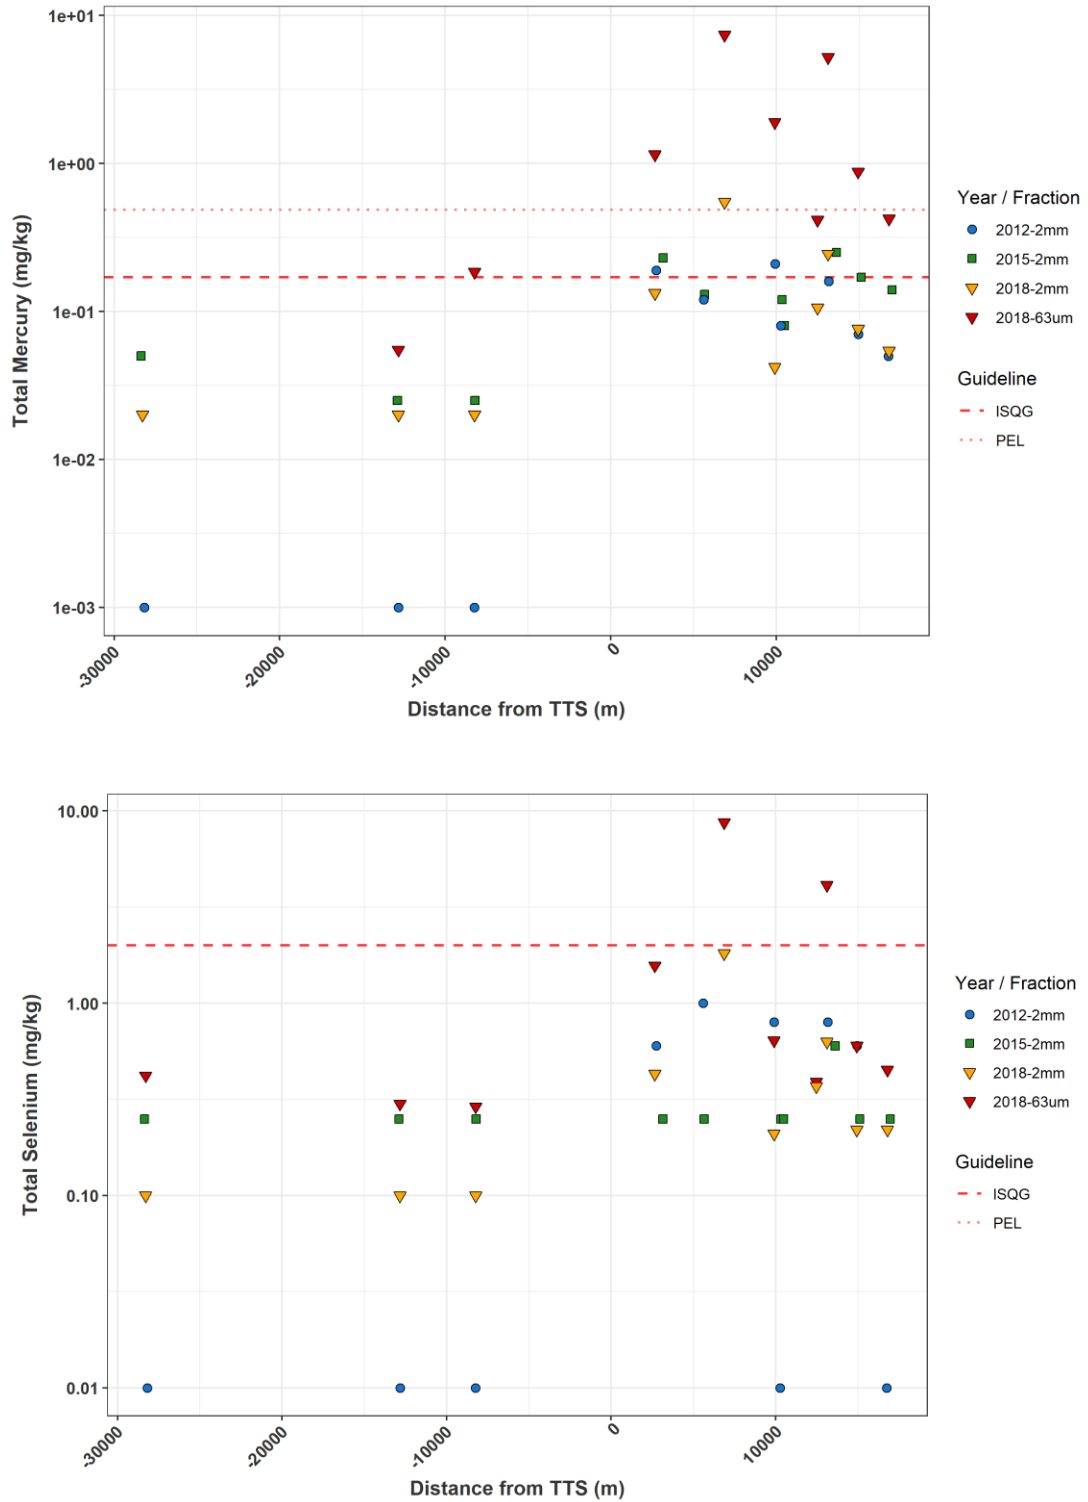 1e+01
1e+00
1e-01
1e-02
1e-03
Total Mercury (mg/kg)
-30000
-20000
-10000
0
10000
Distance from TTS (m)
Year / Fraction
2012-2mm
2015-2mm
2018-2mm
2018-63um
Guideline
ISQG
PEL
10.00
1.00
0.10
0.01
Total Selenium (mg/kg)
-30000
-20000
-10000
0
10000
Distance from TTS (m)
Year / Fraction
2012-2mm
2015-2mm
2018-2mm
2018-63um
Guideline
ISQG
PEL